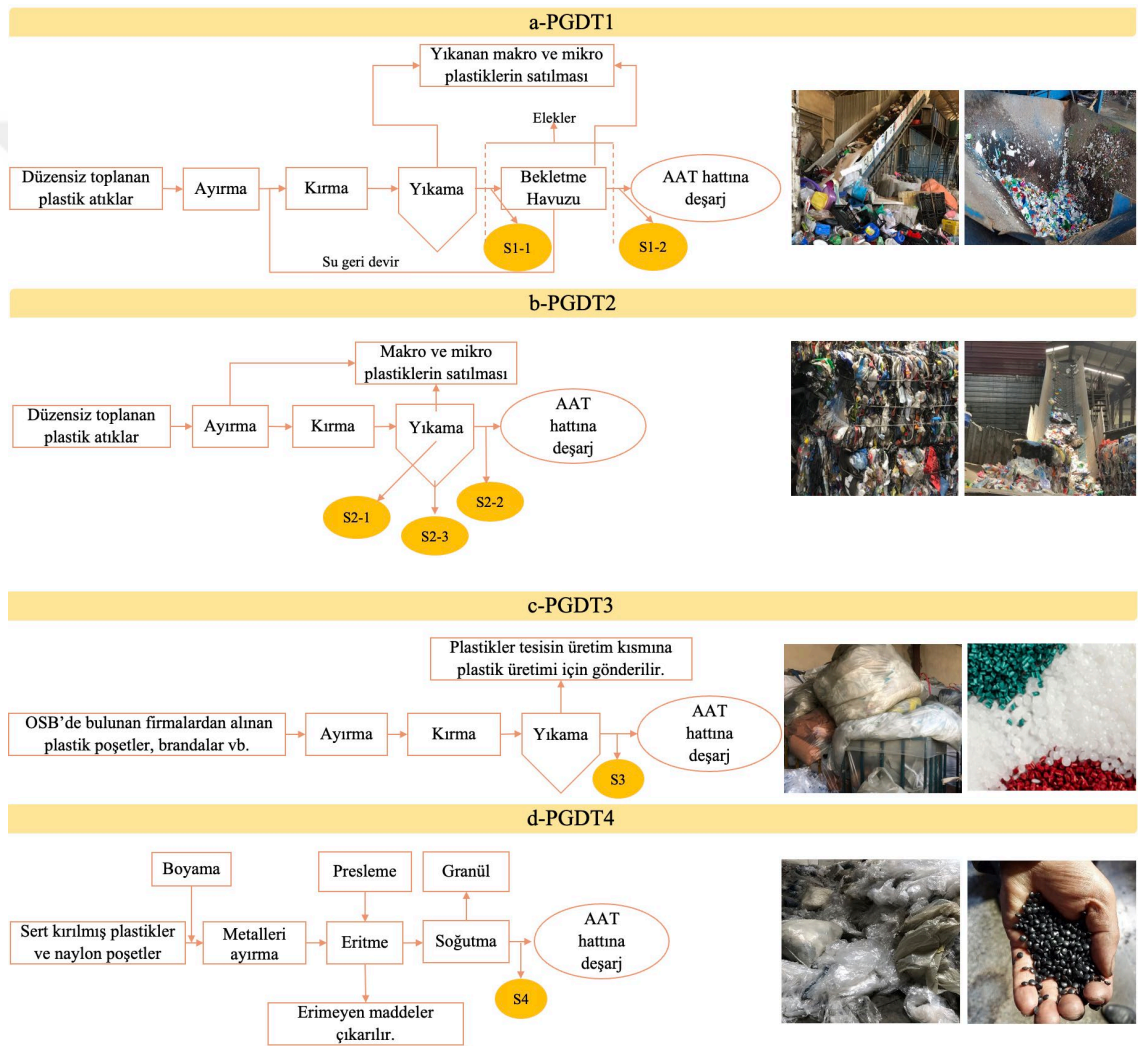 a-PGDT1
Yıkanan makro ve mikro
plastiklerin satılması
Elekler
Düzensiz toplanan
plastik atıklar
Ayırma
Kırma
Yıkama
Bekletme
Havuzu
AAT hattına
deşarj
S1-1
S1-2
Su geri devir
b-PGDT2
Makro ve mikro
plastiklerin satılması
Düzensiz toplanan
plastik atıklar
Ayırma
Kırma
Yıkama
AAT
hattına
deşarj
S2-1
S2-3
S2-2
c-PGDT3
Plastikler tesisin üretim kısmına
plastik üretimi için gönderilir.
OSB’de bulunan firmalardan alınan
plastik poşetler, brandalar vb.
Ayırma
Kırma
Yıkama
AAT
hattına
deşarj
S3
d-PGDT4
Boyama
Presleme
Granül
Sert kırılmış plastikler
ve naylon poşetler
Metalleri
ayırma
Eritme
Soğutma
AAT
hattına
deşarj
S4
Erimeyen maddeler
çıkarılır.